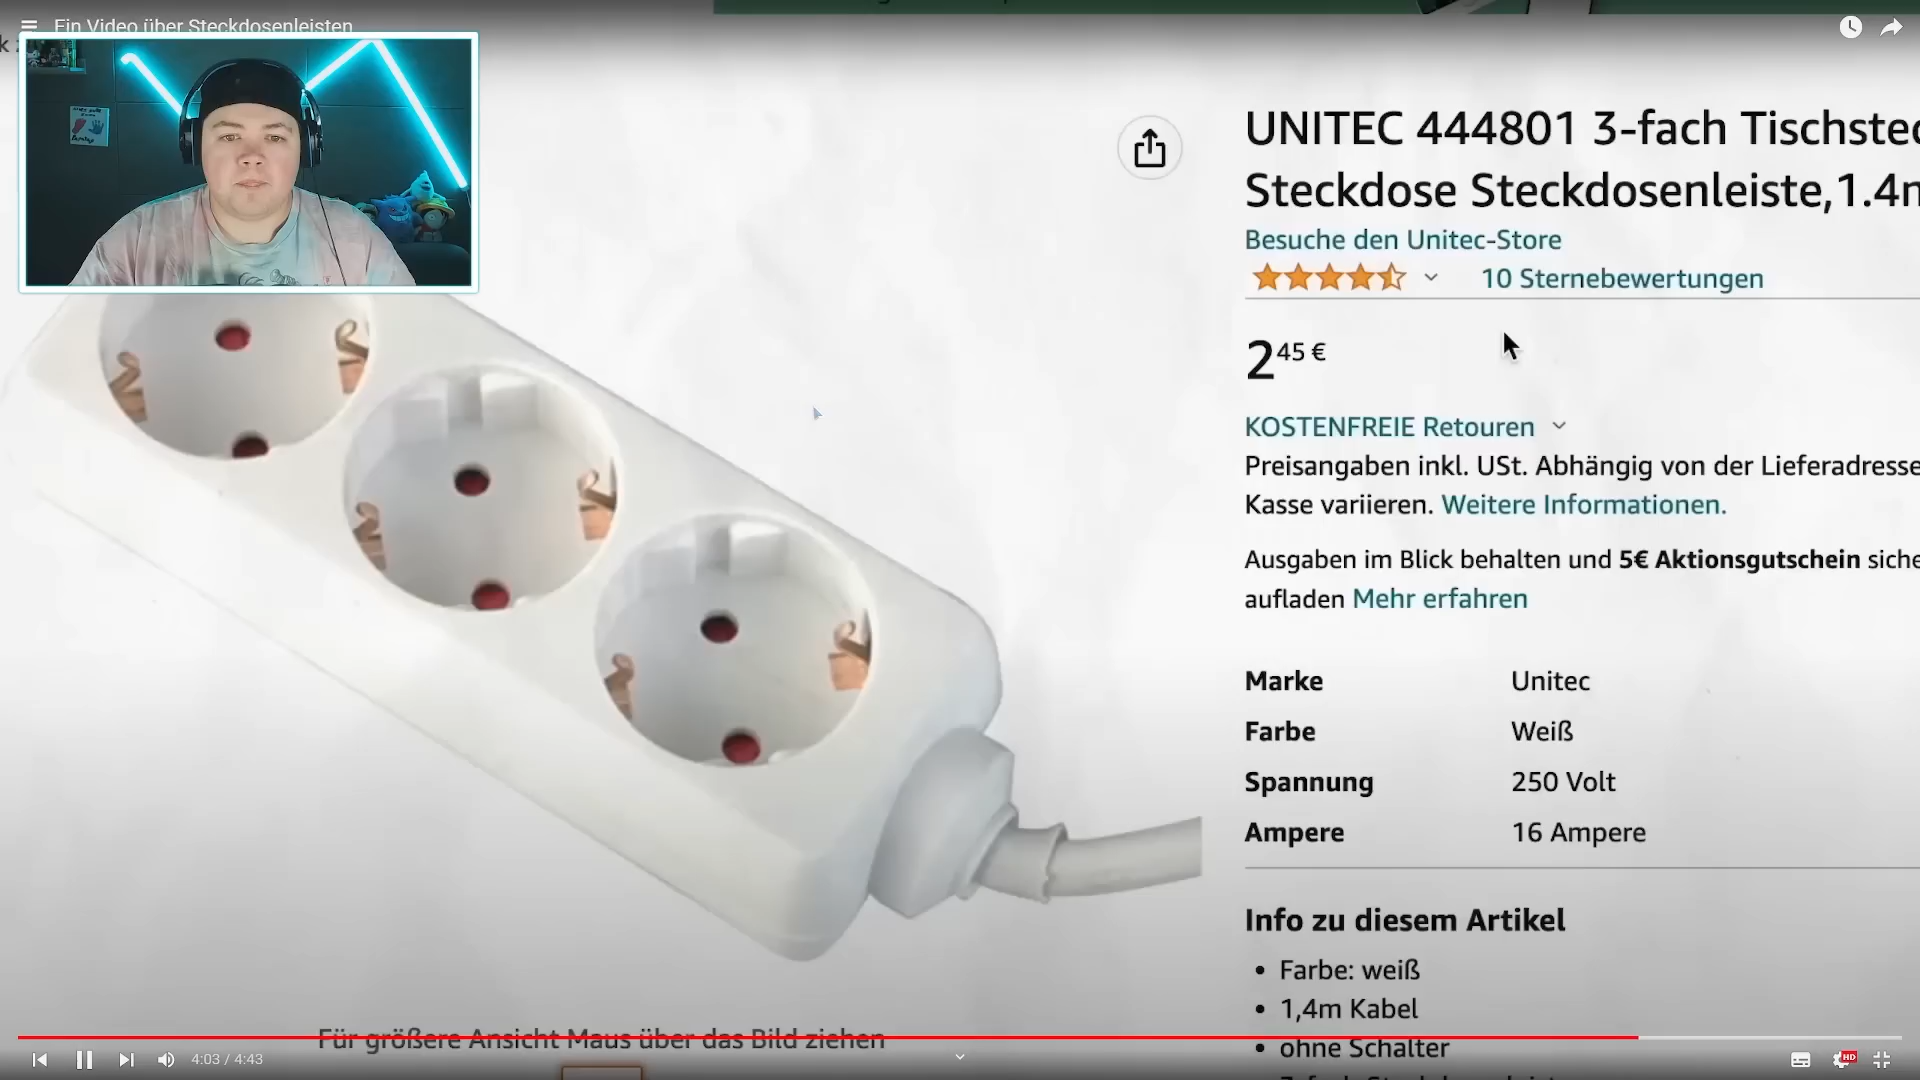 Ein Video über Steckdosenleisten
UNITEC 444801 3-fach
Steckdose Steckdosenleiste,1.4m
Besuche den Unitec-Store
10 Sternebewertungen
2 45 €
KOSTENFREIE Retouren
Preisangaben inkl. USt. Abhängig von der Lieferadresse
Kasse variieren. Weitere Informationen.
Ausgaben im Blick behalten und 5€ Aktionsgutschein
aufladen Mehr erfahren
Marke Unitec
Farbe Weiß
Spannung 250 Volt
Ampere 16 Ampere
Info zu diesem Artikel
• Farbe: weiß
• 1,4m Kabel
• ohne Schalter
Für größere Ansicht Maus über das Bild ziehen
4:03 / 4:43
HD